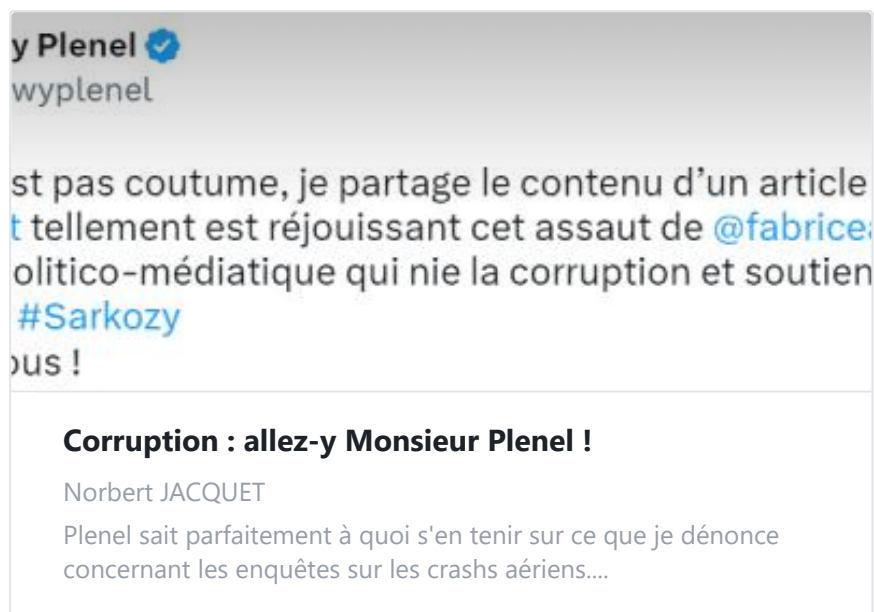 y Plenel
wyplenel
st pas coutume, je partage le contenu d'un article
t tellement est réjouissant cet assaut de @fabricea
olitico-médiatique qui nie la corruption et soutien
#Sarkozy
ous !
Corruption : allez-y Monsieur Plenel !
Norbert JACQUET
Plenel sait parfaitement à quoi s'en tenir sur ce que je dénonce
concernant les enquêtes sur les crashs aériens....